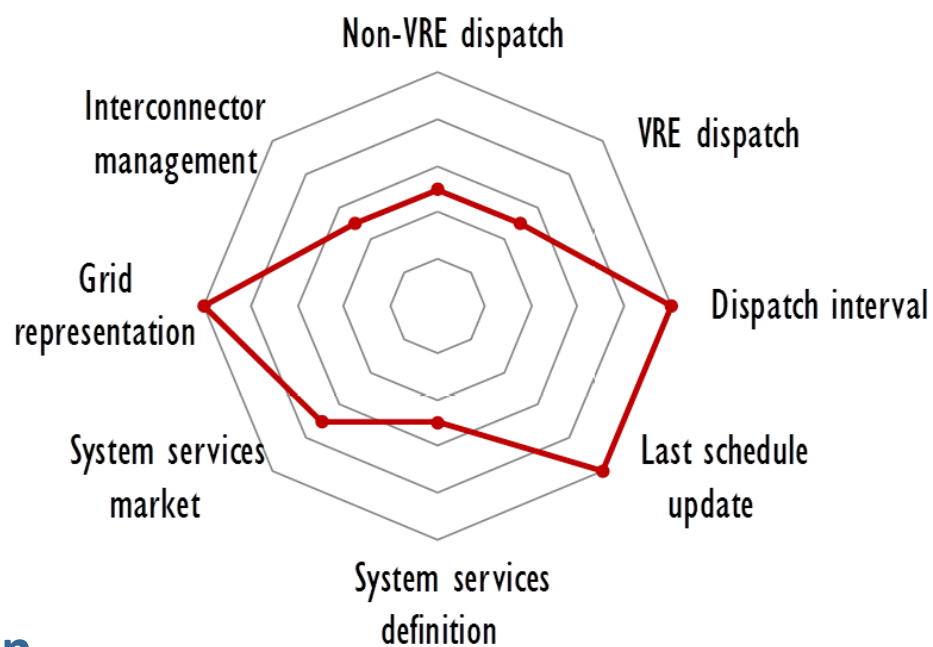 Non-VRE dispatch
Interconnector
management
VRE dispatch
Grid
representation
Dispatch interval
System services
market
Last schedule
update
System services
definition